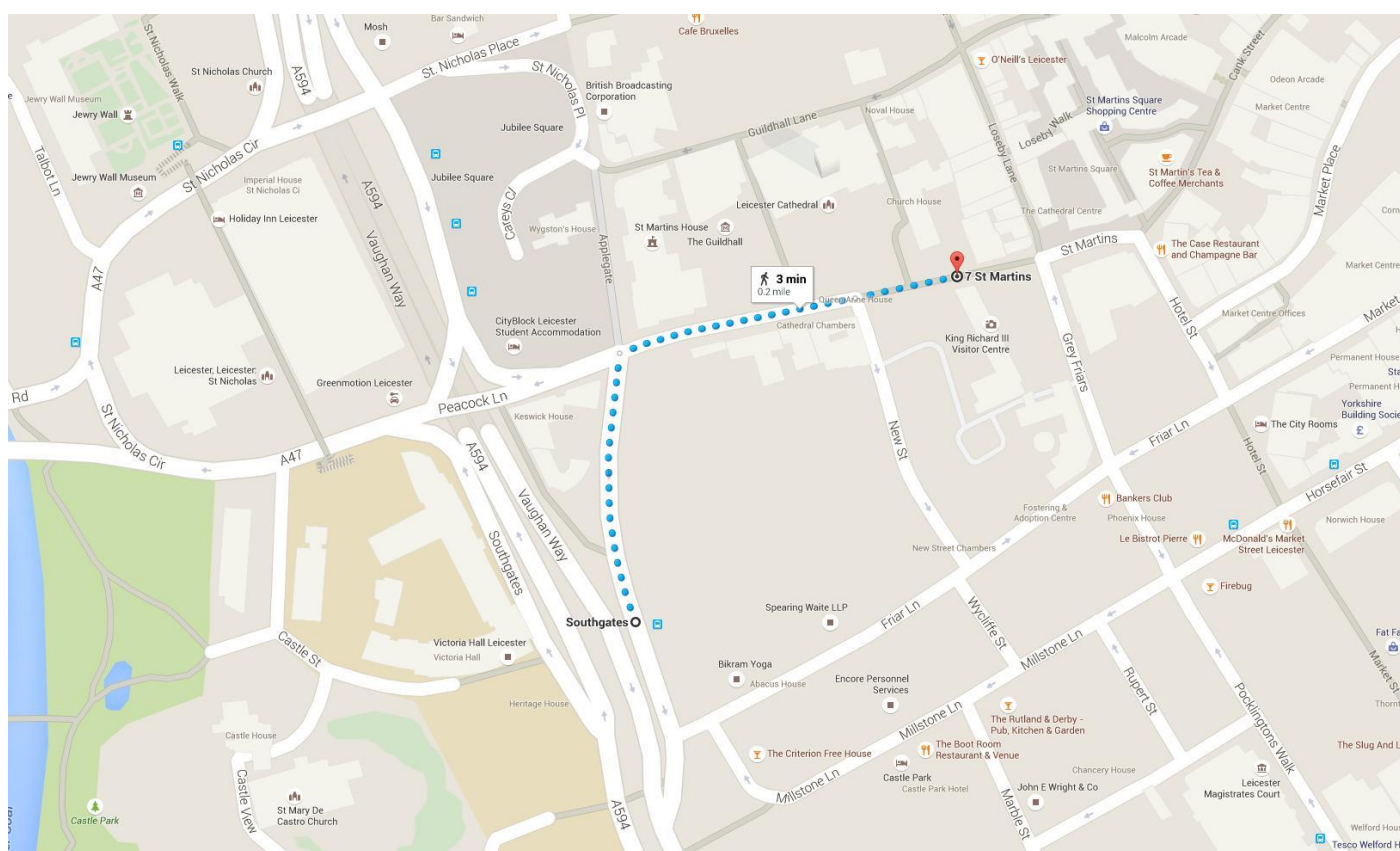 Mosh
Bar Sandwich
Cafe Bruxelles
Malcolm Arcade
Cank Street
O'Neill's Leicester
Odeon Arcade
St Nicholas Walk
St Nicholas Church
A594
St. Nicholas Place
St Nicholas Pl
British Broadcasting
Corporation
Jewry Wall Museum
Jewry Wall
St Martins Square
Shopping Centre
Market Centre
Noval House
Guildhall Lane
Loseby Lane
Loseby Walk
Jubilee Square
Jubilee Square
Talbot Ln
St Nicholas Cir
Jewry Wall Museum
Imperial House
St Nicholas Ci
A594
Careys Cl
St Martins Square
St Martin's Tea &
Coffee Merchants
Market Place
Holiday Inn Leicester
Vaughan Way
Wygston's House
Applegate
St Martins House
The Guildhall
Leicester Cathedral
Church House
The Cathedral Centre
St Martins
The Case Restaurant
and Champagne Bar
A47
3 min
0.2 mile
7 St Martins
Queen Anne House
Cathedral Chambers
Market Centre
Hotel St
Market Centre Offices
Market
CityBlock Leicester
Student Accommodation
King Richard III
Visitor Centre
Grey Friars
Permanent House
Leicester, Leicester:
St Nicholas
Greenmotion Leicester
Rd
Peacock Ln
Keswick House
St Nicholas Cir
A47
A594
New St
Friar Ln
Yorkshire
Building Socie
The City Rooms
Hotel St
Horsefair St
Vaughan Way
Southgates
Fostering &
Adoption Centre
Bankers Club
Phoenix House
Le Bistrot Pierre
McDonald's Market
Street Leicester
Norwich House
New Street Chambers
Firebug
Southgates
Spearing Waite LLP
Friar Ln
Wycliffe St
Millstone Ln
Castle St
Victoria Hall Leicester
Victoria Hall
Bikram Yoga
Abacus House
Encore Personnel
Services
Rupert St
Pocklingtons Walk
Market St
Fat Fa
Heritage House
Millstone Ln
The Rutland & Derby -
Pub, Kitchen & Garden
Castle House
The Criterion Free House
The Boot Room
Restaurant & Venue
The Slug And L
Castle View
Castle Park
Castle Park Hotel
Chancery House
Millstone Ln
John E Wright & Co
Leicester
Magistrates Court
Castle Park
St Mary De
Castro Church
A594
Marble St
Welford Hou
Tesco Welford H